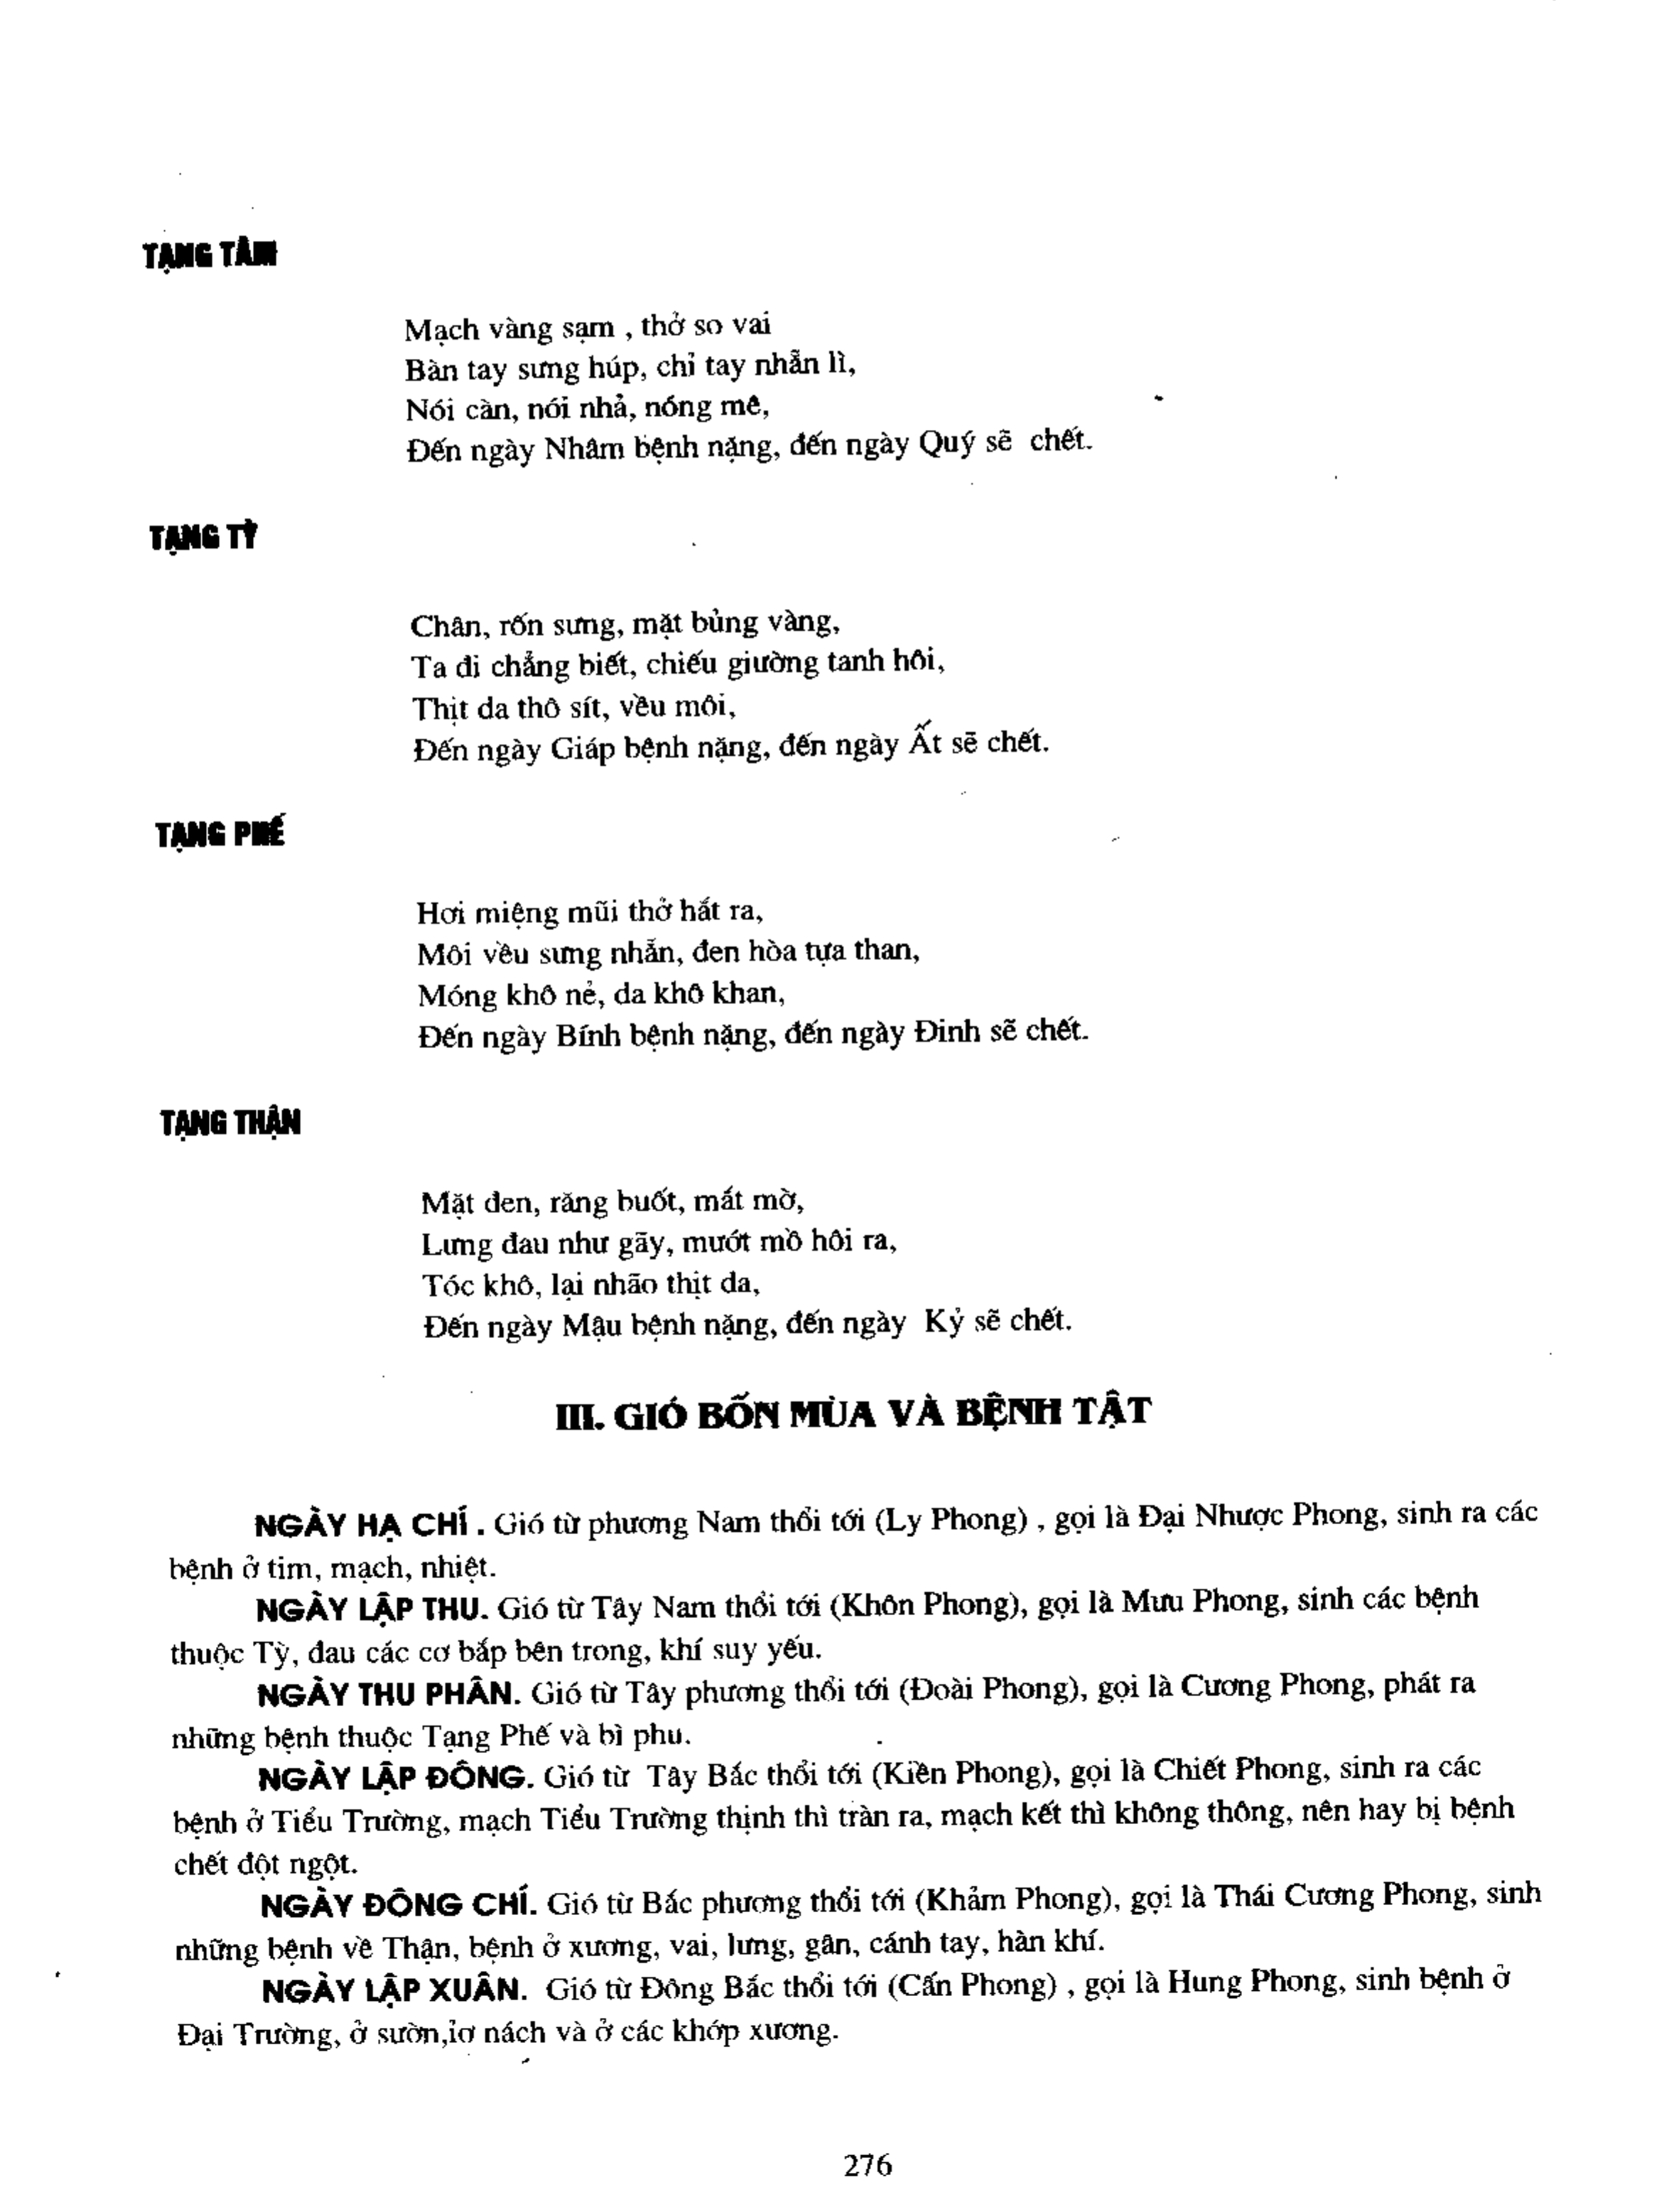 TẠNG TÂM
Mạch vàng sạm , thở so vai
Bàn tay sưng húp, chỉ tay nhẵn lì,
Nói càn, nói nhả, nóng mê,
Đến ngày Nhâm bệnh nặng, đến ngày Quý sẽ chết.
TẠNG TỲ
Chân, rốn sưng, mặt bủng vàng,
Ta đi chẳng biết, chiếu giường tanh hôi,
Thịt da thô sít, vều môi,
Đến ngày Giáp bệnh nặng, đến ngày Ất sẽ chết.
TẠNG PHẾ
Hơi miệng mũi thở hắt ra,
Môi vều sưng nhẵn, đen hòa tựa than,
Móng khô nẻ, da khô khan,
Đến ngày Bính bệnh nặng, đến ngày Đinh sẽ chết.
TẠNG THẬN
Mặt đen, răng buốt, mắt mờ,
Lưng đau như gãy, mướt mồ hôi ra,
Tóc khô, lại nhão thịt da,
Đến ngày Mậu bệnh nặng, đến ngày Kỷ sẽ chết.
III. GIÓ BỐN MÙA VÀ BỆNH TẬT
NGÀY HẠ CHÍ . Gió từ phương Nam thổi tới (Ly Phong) , gọi là Đại Nhược Phong, sinh ra các
bệnh ở tim, mạch, nhiệt.
NGÀY LẬP THU. Gió từ Tây Nam thổi tới (Khôn Phong), gọi là Mưu Phong, sinh các bệnh
thuộc Tỳ, đau các cơ bắp bên trong, khí suy yếu.
NGÀY THU PHÂN. Gió từ Tây phương thổi tới (Đoài Phong), gọi là Cương Phong, phát ra
những bệnh thuộc Tạng Phế và bì phu.
NGÀY LẬP ĐÔNG. Gió từ Tây Bắc thổi tới (Kiền Phong), gọi là Chiết Phong, sinh ra các
bệnh ở Tiểu Trường, mạch Tiểu Trường thịnh thì tràn ra, mạch kết thì không thông, nên hay bị bệnh
chết đột ngột.
NGÀY ĐÔNG CHÍ. Gió từ Bắc phương thổi tới (Khảm Phong), gọi là Thái Cương Phong, sinh
những bệnh về Thận, bệnh ở xương, vai, lưng, gân, cánh tay, hàn khí.
NGÀY LẬP XUÂN. Gió từ Đông Bắc thổi tới (Cấn Phong) , gọi là Hung Phong, sinh bệnh ở
Đại Trường, ở sườn,iơ nách và ở các khớp xương.
276